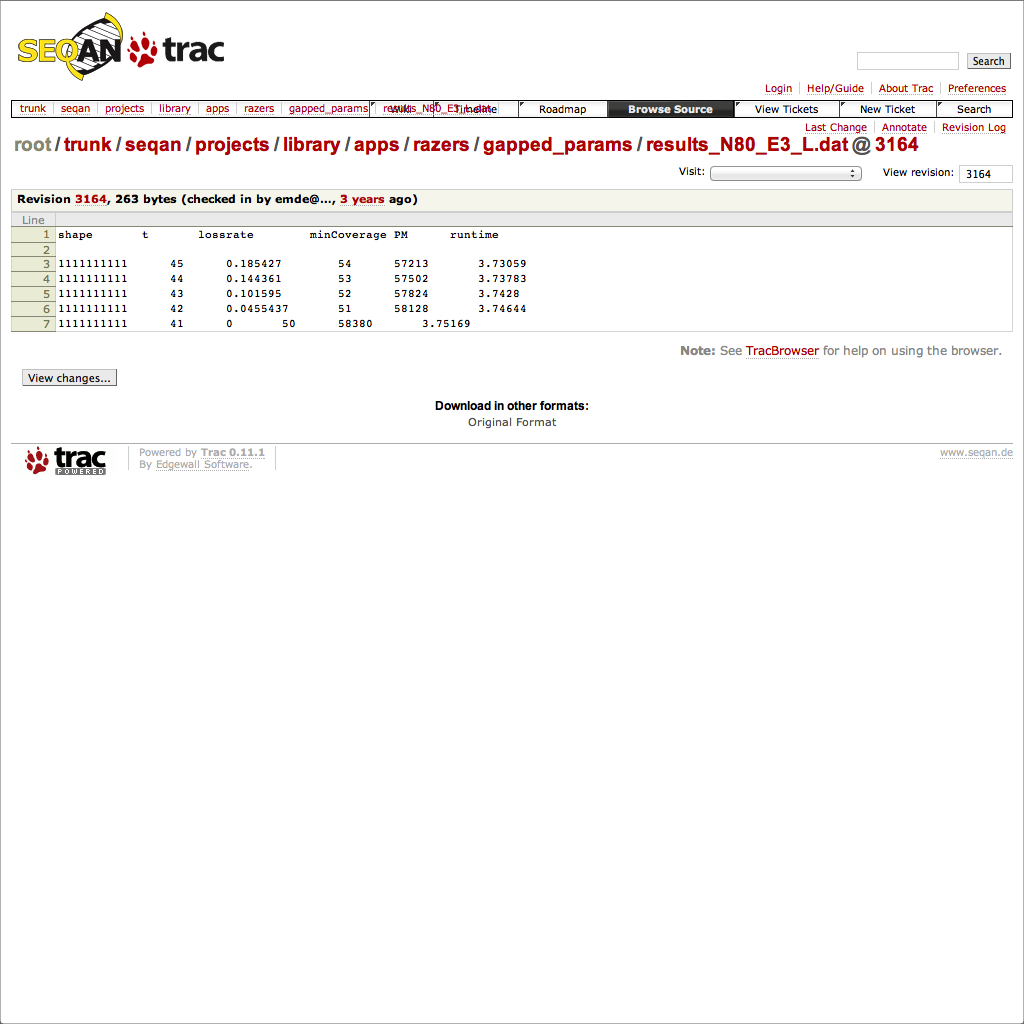 SEQAN trac
Search
Login Help/Guide About Trac Preferences
trunk seqan projects library apps razers gapped_params results_N80_E3_L.dat Wiki Timeline Roadmap Browse Source View Tickets New Ticket Search
Last Change Annotate Revision Log
root/trunk/seqan/projects/library/apps/razers/gapped_params/results_N80_E3_L.dat @ 3164
Visit: View revision: 3164
Revision 3164, 263 bytes (checked in by emde@..., 3 years ago)
Line
1 shape t lossrate minCoverage PM runtime
2
3 1111111111 45 0.185427 54 57213 3.73059
4 1111111111 44 0.144361 53 57502 3.73783
5 1111111111 43 0.101595 52 57824 3.7428
6 1111111111 42 0.0455437 51 58128 3.74644
7 1111111111 41 0 50 58380 3.75169
Note: See TracBrowser for help on using the browser.
View changes...
Download in other formats:
Original Format
trac POWERED
Powered by Trac 0.11.1
By Edgewall Software.
www.seqan.de